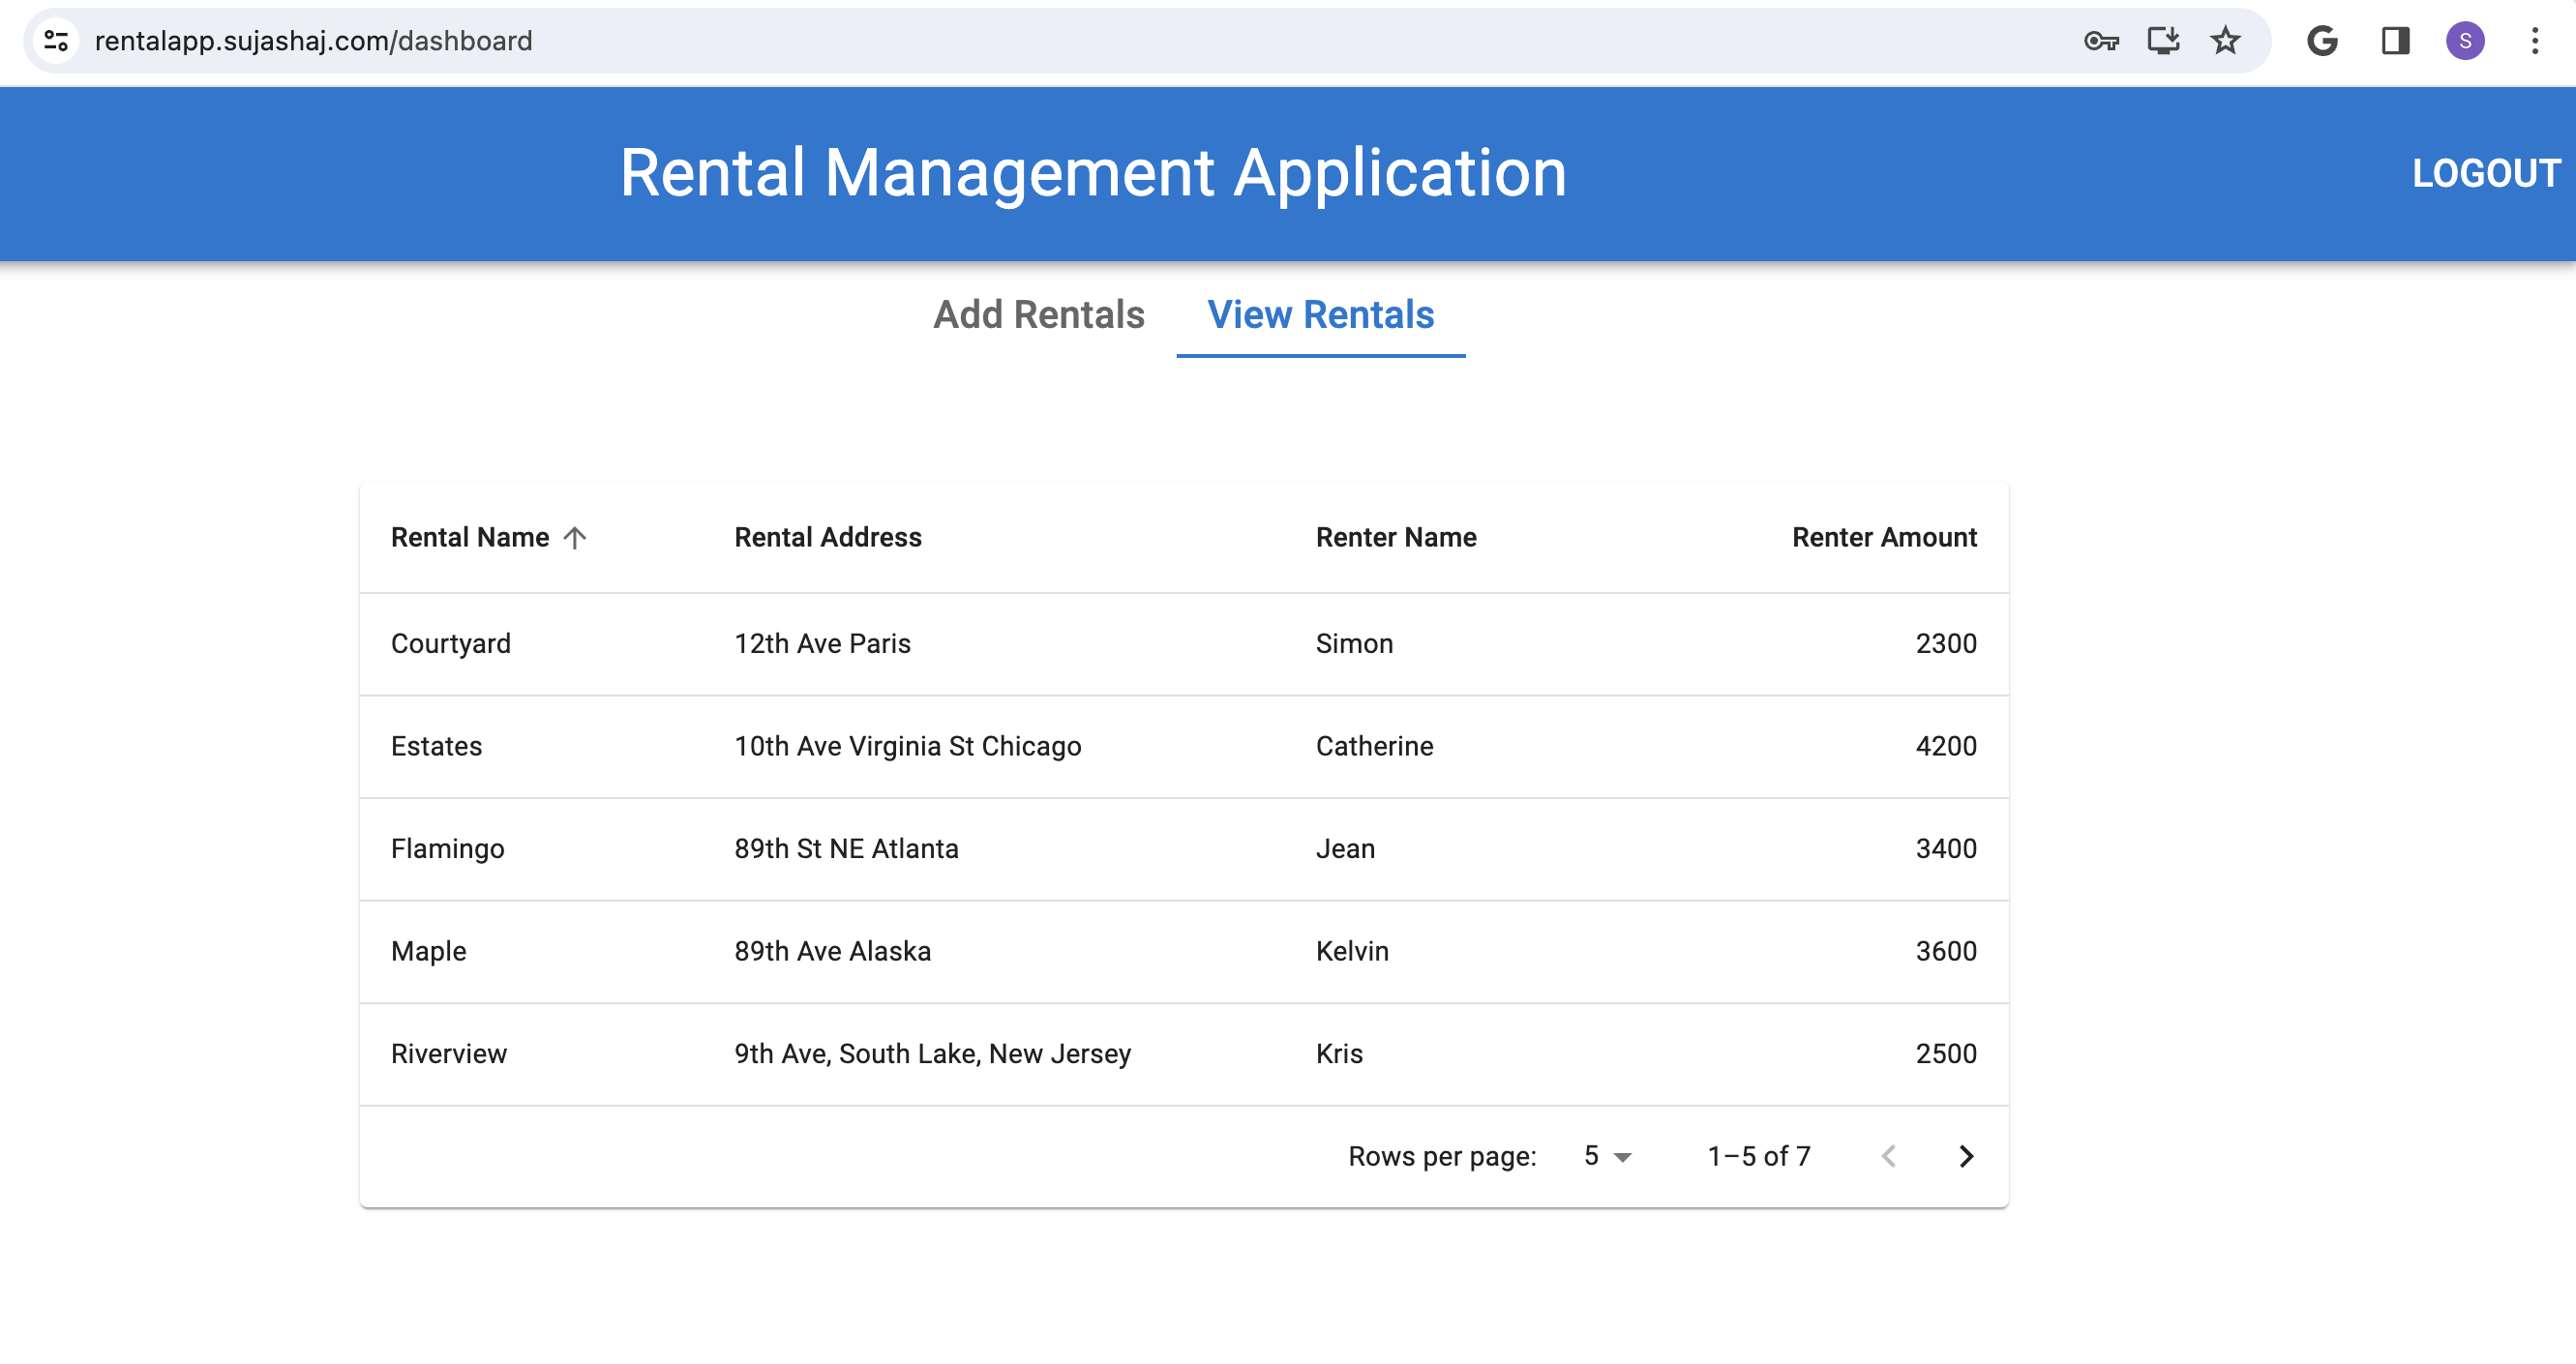 rentalapp.sujashaj.com/dashboard
S
Rental Management Application
LOGOUT
Add Rentals View Rentals
Rental Name Rental Address Renter Name Renter Amount
Courtyard 12th Ave Paris Simon 2300
Estates 10th Ave Virginia St Chicago Catherine 4200
Flamingo 89th St NE Atlanta Jean 3400
Maple 89th Ave Alaska Kelvin 3600
Riverview 9th Ave, South Lake, New Jersey Kris 2500
Rows per page: 5 1–5 of 7